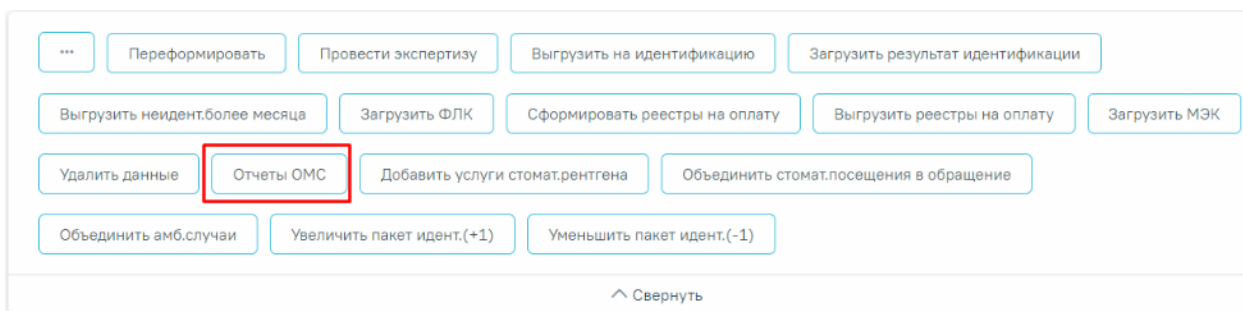 ... Переформировать Провести экспертизу Выгрузить на идентификацию Загрузить результат идентификации
Выгрузить неидент.более месяца Загрузить ФЛК Сформировать реестры на оплату Выгрузить реестры на оплату Загрузить МЭК
Удалить данные Отчеты ОМС Добавить услуги стомат.рентгена Объединить стомат.посещения в обращение
Объединить амб.случаи Увеличить пакет идент.(+1) Уменьшить пакет идент.(-1)
Свернуть